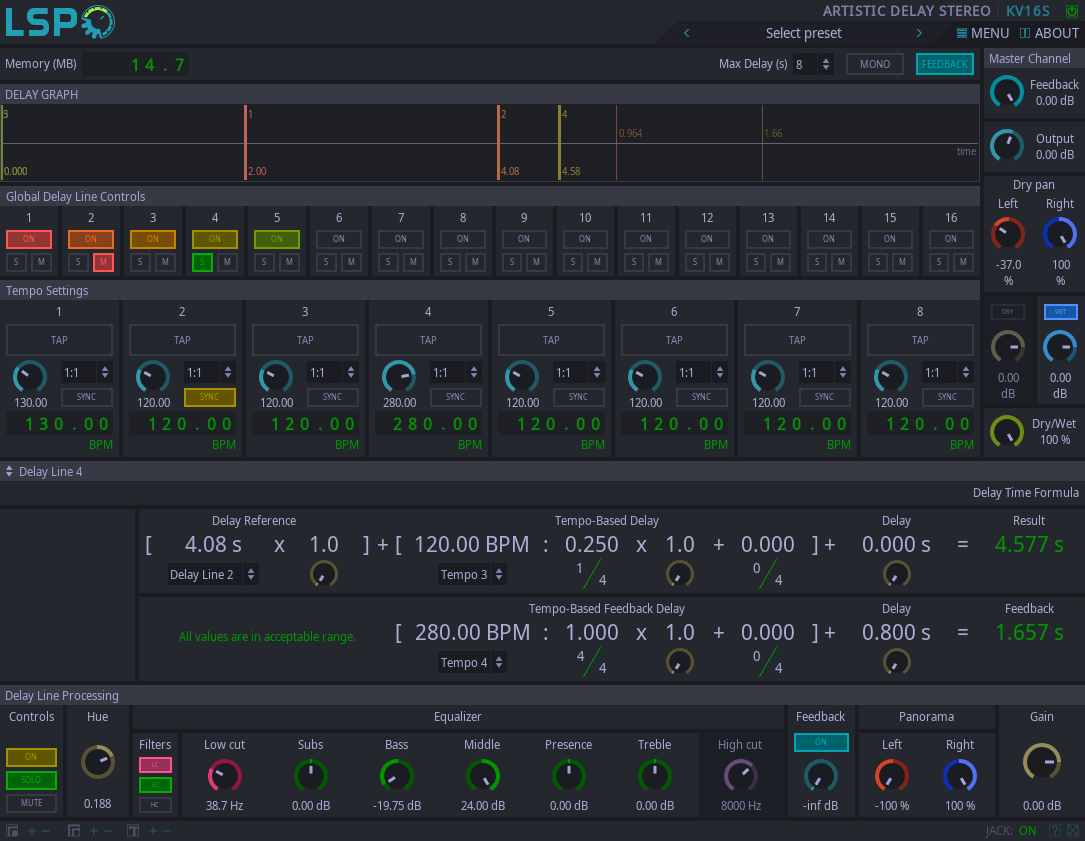 LSP
ARTISTIC DELAY STEREO KV16S
Select preset
MENU ABOUT
Memory (MB) 14.7
Max Delay (s) 8 MONO FEEDBACK
DELAY GRAPH
1 2 4
0.964 1.66
time
0.000 2.00 4.08 4.58
Global Delay Line Controls
1 2 3 4 5 6 7 8 9 10 11 12 13 14 15 16
ON ON ON ON ON ON ON ON ON ON ON ON ON ON ON ON
S M S M S M S M S M S M S M S M S M S M S M S M S M S M S M S M
Tempo Settings
1 2 3 4 5 6 7 8
TAP TAP TAP TAP TAP TAP TAP TAP
1:1 1:1 1:1 1:1 1:1 1:1 1:1 1:1
SYNC SYNC SYNC SYNC SYNC SYNC SYNC SYNC
130.00 120.00 120.00 280.00 120.00 120.00 120.00 120.00
130.00 120.00 120.00 280.00 120.00 120.00 120.00 120.00
BPM BPM BPM BPM BPM BPM BPM BPM
Master Channel
Feedback
0.00 dB
Output
0.00 dB
Dry pan
Left Right
-37.0 100
% %
DRY WET
0.00 0.00
dB dB
Dry/Wet
100 %
Delay Line 4
Delay Time Formula
Delay Reference Tempo-Based Delay Delay Result
[ 4.08 s x 1.0 ] + [ 120.00 BPM : 0.250 x 1.0 + 0.000 ] + 0.000 s = 4.577 s
Delay Line 2 Tempo 3 1/4 0/4
Tempo-Based Feedback Delay Delay Feedback
All values are in acceptable range. [ 280.00 BPM : 1.000 x 1.0 + 0.000 ] + 0.800 s = 1.657 s
Tempo 4 4/4 0/4
Delay Line Processing
Controls Hue Equalizer Feedback Panorama Gain
ON
SOLO
MUTE
0.188
Filters Low cut Subs Bass Middle Presence Treble High cut ON Left Right
LC
HC
38.7 Hz 0.00 dB -19.75 dB 24.00 dB 0.00 dB 0.00 dB 8000 Hz -inf dB -100 % 100 % 0.00 dB
JACK: ON